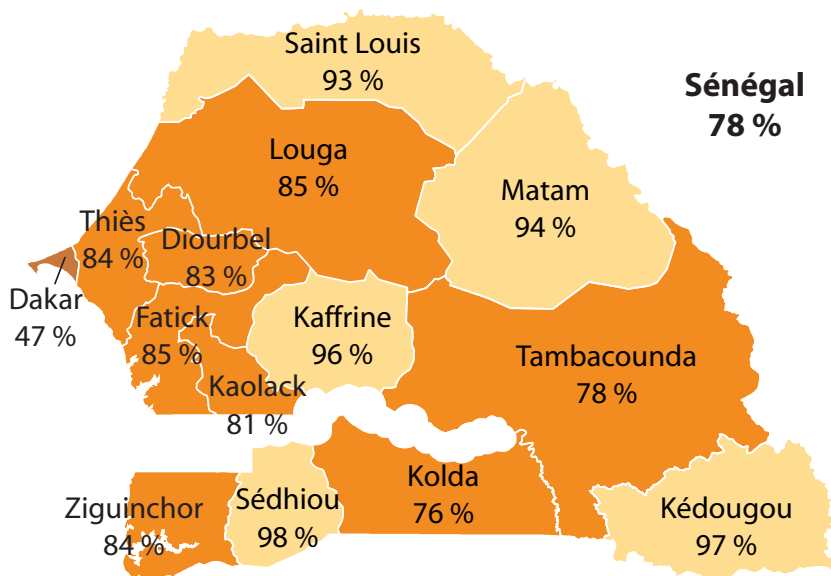 Saint Louis
93 %
Sénégal
78 %
Louga
85 %
Matam
94 %
Thiès
84 %
Diourbel
83 %
Dakar
47 %
Fatick
85 %
Kaffrine
96 %
Tambacounda
78 %
Kaolack
81 %
Kolda
76 %
Ziguinchor
84 %
Sédhiou
98 %
Kédougou
97 %